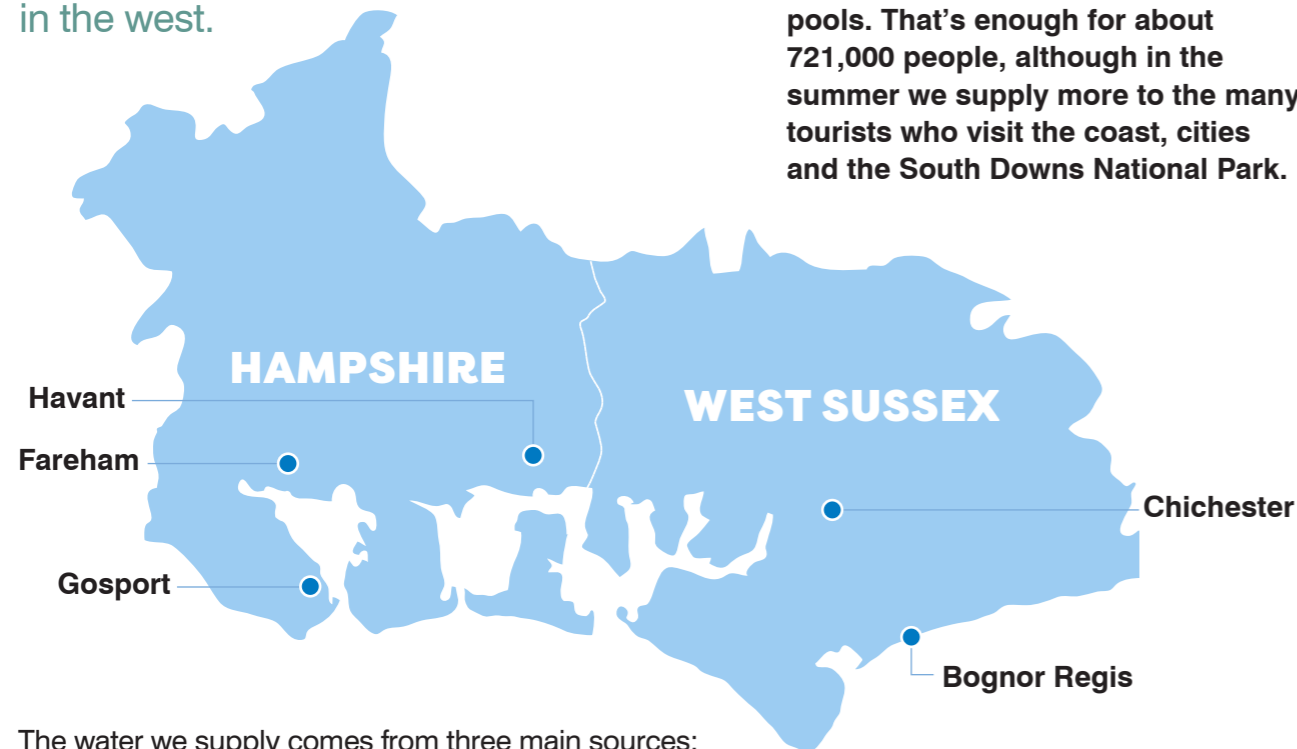 in the west.
pools. That's enough for about
721,000 people, although in the
summer we supply more to the many
tourists who visit the coast, cities
and the South Downs National Park.
HAMPSHIRE
WEST SUSSEX
Havant
Fareham
Gosport
Chichester
Bognor Regis
The water we supply comes from three main sources: